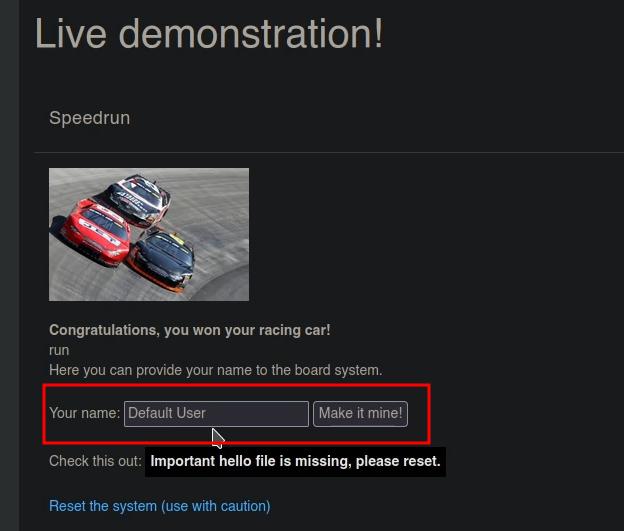 Live demonstration!
Speedrun
Congratulations, you won your racing car!
run
Here you can provide your name to the board system.
Your name: Default User Make it mine!
Check this out: Important hello file is missing, please reset.
Reset the system (use with caution)